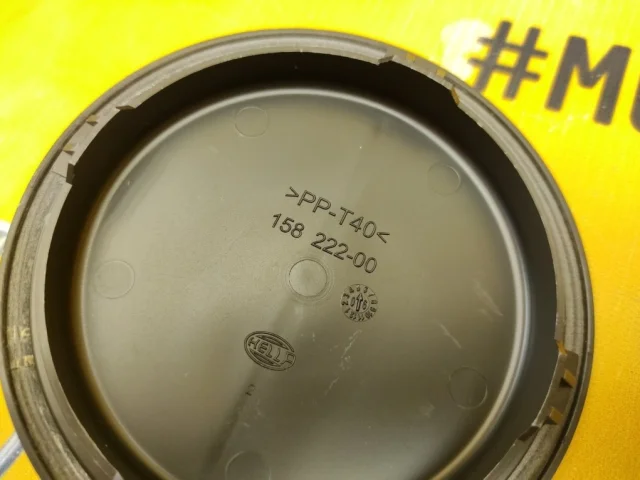 #M
>PP-T40<
158 222-00
HELLA